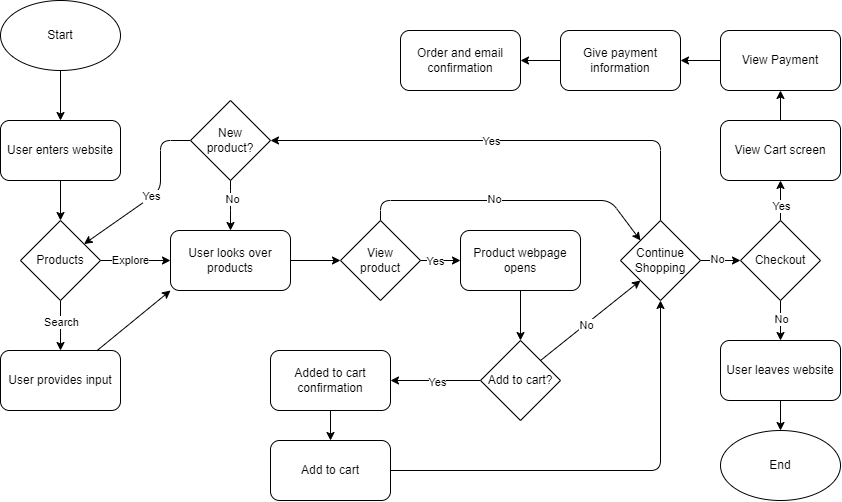 Start
User enters website
Products
Search
User provides input
Explore
Yes
New
product?
No
User looks over
products
View
product
No
Yes
Product webpage
opens
Add to cart?
No
Yes
Added to cart
confirmation
Add to cart
Yes
Continue
Shopping
No
Checkout
Yes
View Cart screen
View Payment
Give payment
information
Order and email
confirmation
No
User leaves website
End